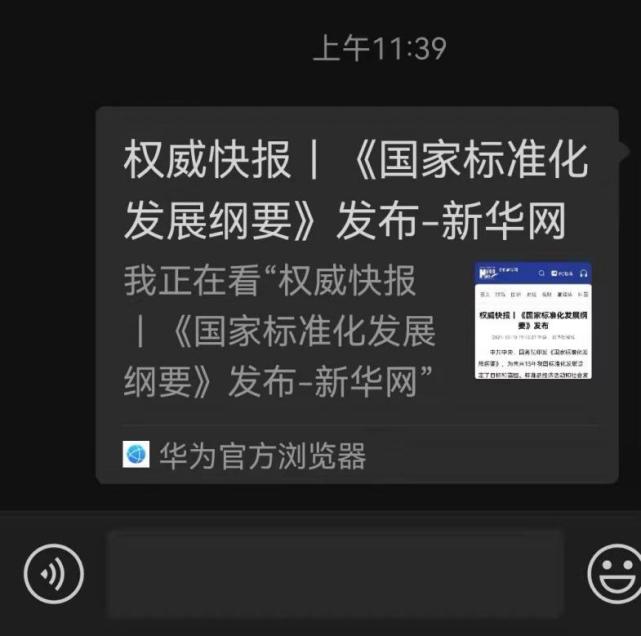 上午11:39
权威快报丨《国家标准化
发展纲要》发布-新华网
我正在看“权威快报
丨《国家标准化发展
纲要》发布-新华网”
权威快报丨《国家标准化发展纲
要》发布
华为官方浏览器